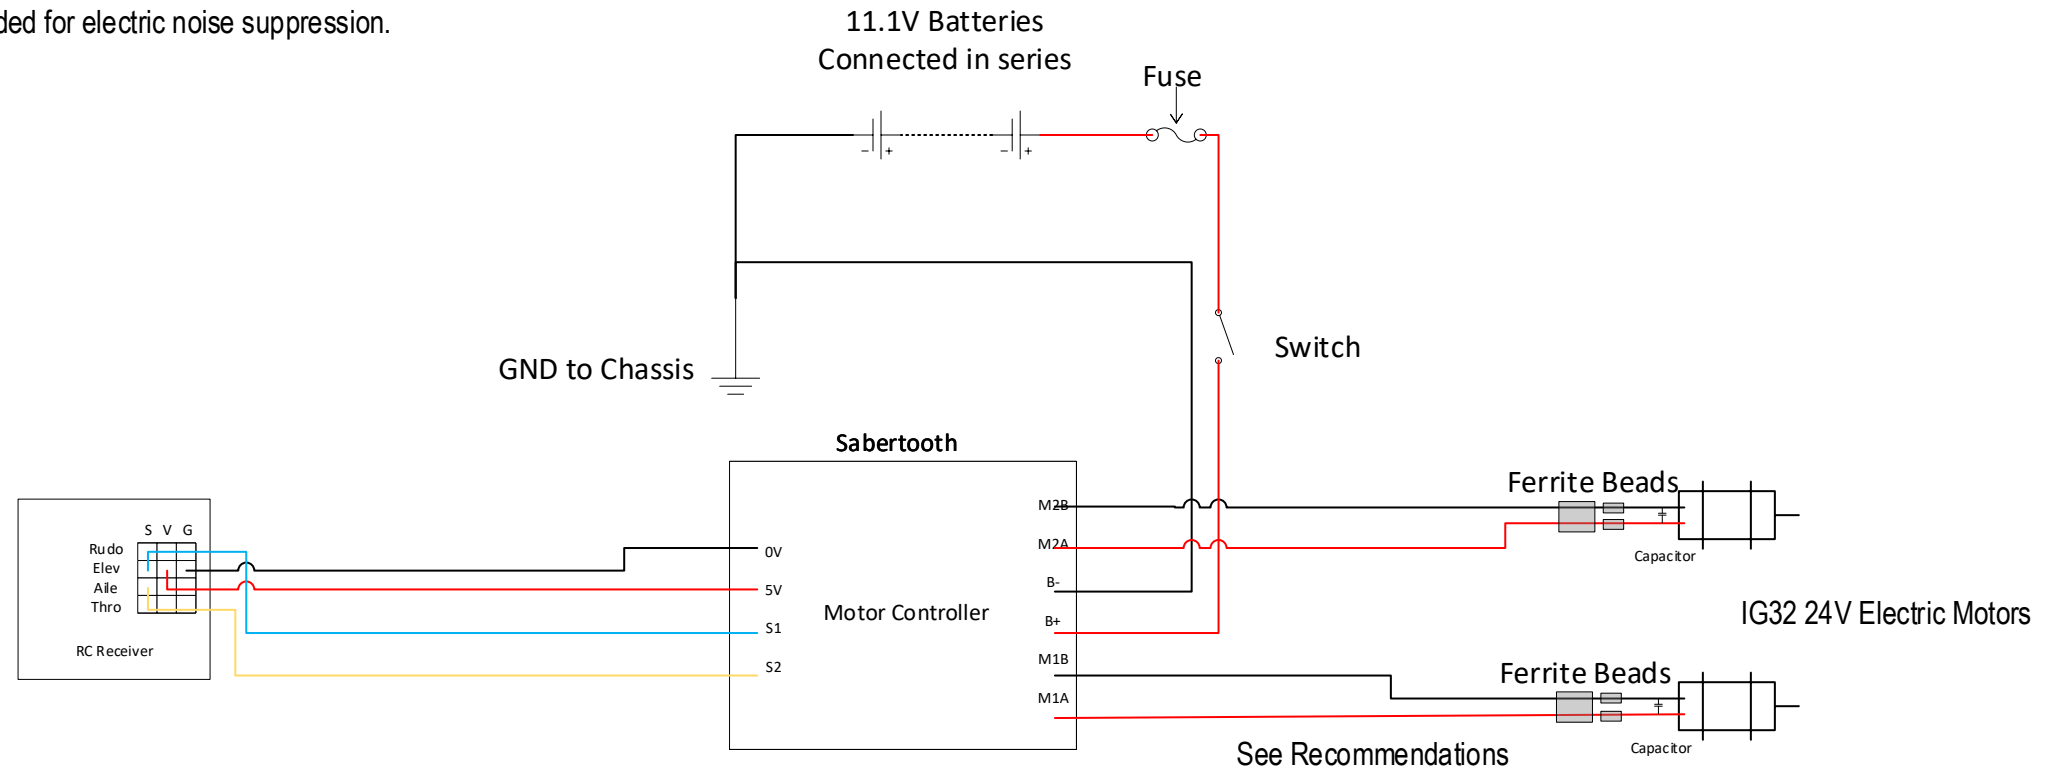 ded for electric noise suppression.
11.1V Batteries
Connected in series
Fuse
- +
- +
Switch
GND to Chassis
Sabertooth
Motor Controller
0V
5V
S1
S2
M2B
M2A
B-
B+
M1B
M1A
S V G
Rudo
Elev
Aile
Thro
RC Receiver
Ferrite Beads
Capacitor
IG32 24V Electric Motors
Ferrite Beads
Capacitor
See Recommendations